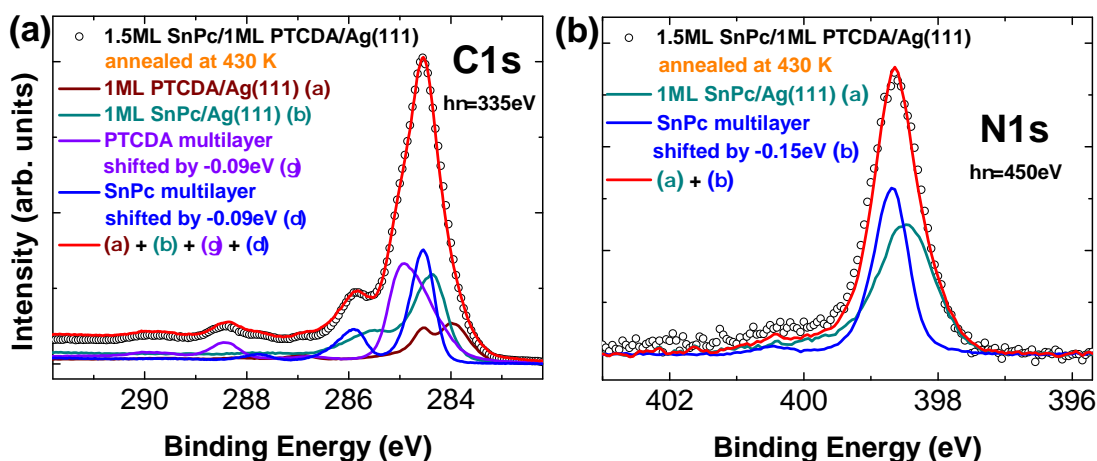 (a)
1.5ML SnPc/1ML PTCDA/Ag(111)
annealed at 430 K
1ML PTCDA/Ag(111) (a)
1ML SnPc/Ag(111) (b)
PTCDA multilayer
shifted by -0.09eV (g)
SnPc multilayer
shifted by -0.09eV (d)
(a) + (b) + (g) + (d)
C1s
hn=335eV
Intensity (arb. units)
290 288 286 284
Binding Energy (eV)
(b)
1.5ML SnPc/1ML PTCDA/Ag(111)
annealed at 430 K
1ML SnPc/Ag(111) (a)
SnPc multilayer
shifted by -0.15eV (b)
(a) + (b)
N1s
hn=450eV
402 400 398 396
Binding Energy (eV)